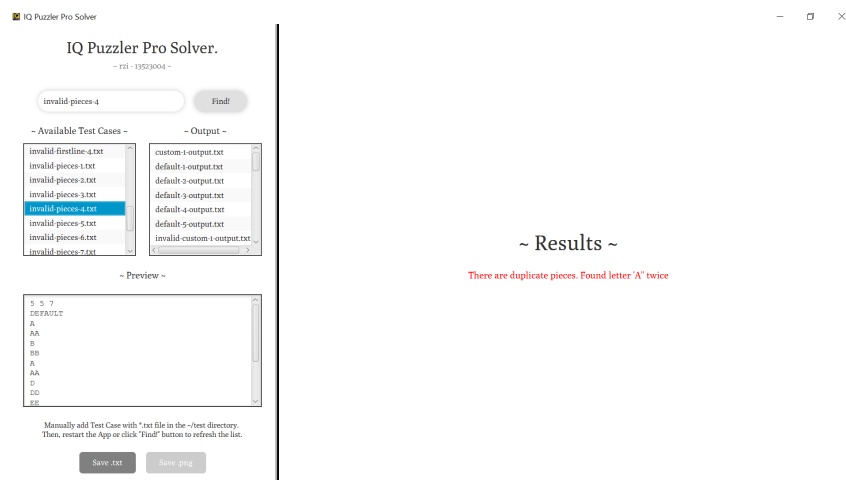 IQ Puzzler Pro Solver
IQ Puzzler Pro Solver.
~ rzi - 13523004 ~
invalid-pieces-4
Find!
~ Available Test Cases ~
invalid-firstline-4.txt
invalid-pieces-1.txt
invalid-pieces-2.txt
invalid-pieces-3.txt
invalid-pieces-4.txt
invalid-pieces-5.txt
invalid-pieces-6.txt
invalid-pieces-7.txt
~ Output ~
custom-1-output.txt
default-1-output.txt
default-2-output.txt
default-3-output.txt
default-4-output.txt
default-5-output.txt
invalid-custom-1-output.txt
~ Preview ~
5 5 7
DEFAULT
A
AA
B
BB
A
AA
D
DD
EE
Manually add Test Case with *.txt file in the ~/test directory.
Then, restart the App or click "Find!" button to refresh the list.
Save .txt
Save .png
~ Results ~
There are duplicate pieces. Found letter 'A" twice